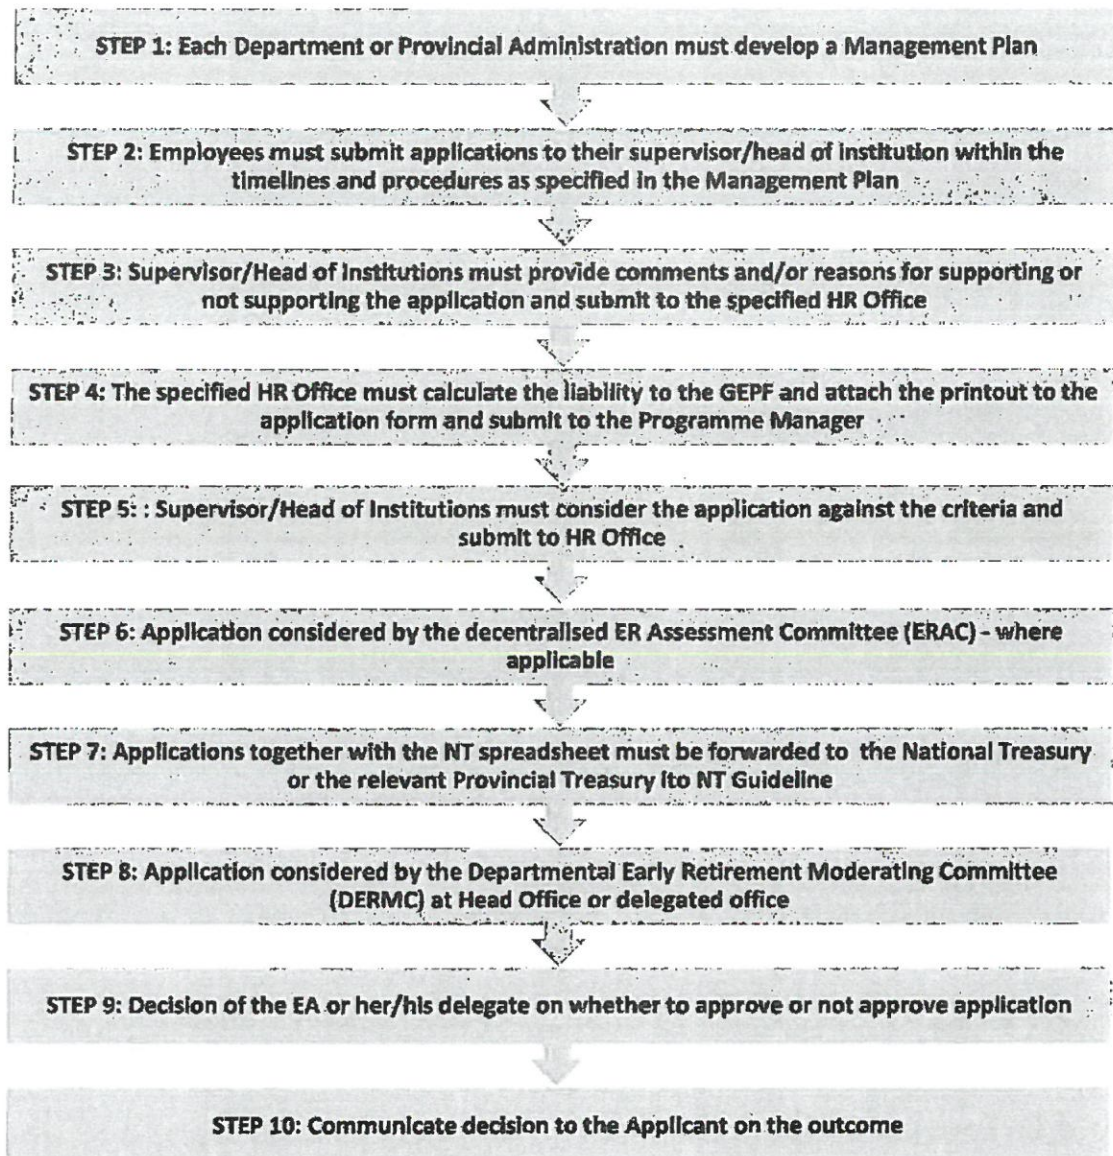 STEP 1: Each Department or Provincial Administration must develop a Management Plan
STEP 2: Employees must submit applications to their supervisor/head of institution within the
timelines and procedures as specified in the Management Plan
STEP 3: Supervisor/Head of Institutions must provide comments and/or reasons for supporting or
not supporting the application and submit to the specified HR Office
STEP 4: The specified HR Office must calculate the liability to the GEPF and attach the printout to the
application form and submit to the Programme Manager
STEP 5: : Supervisor/Head of Institutions must consider the application against the criteria and
submit to HR Office
STEP 6: Application considered by the decentralised ER Assessment Committee (ERAC) - where
applicable
STEP 7: Applications together with the NT spreadsheet must be forwarded to the National Treasury
or the relevant Provincial Treasury ito NT Guideline
STEP 8: Application considered by the Departmental Early Retirement Moderating Committee
(DERMC) at Head Office or delegated office
STEP 9: Decision of the EA or her/his delegate on whether to approve or not approve application
STEP 10: Communicate decision to the Applicant on the outcome